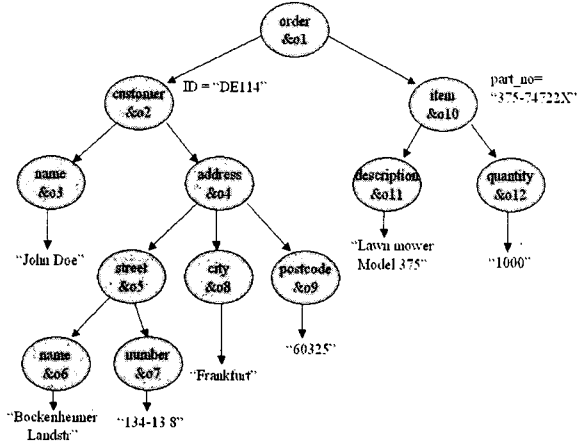 order
&o1
customer
&o2
ID = “DE114”
item
&o10
part_no=
“375-74722X”
name
&o3
address
&o4
description
&o11
quantity
&o12
“John Doe”
street
&o5
city
&o8
postcode
&o9
“Lawn mower
Model 375”
“1000”
name
&o6
number
&o7
“Frankfurt”
“60325”
“Bockenheimer
Landstr”
“134-13 8”